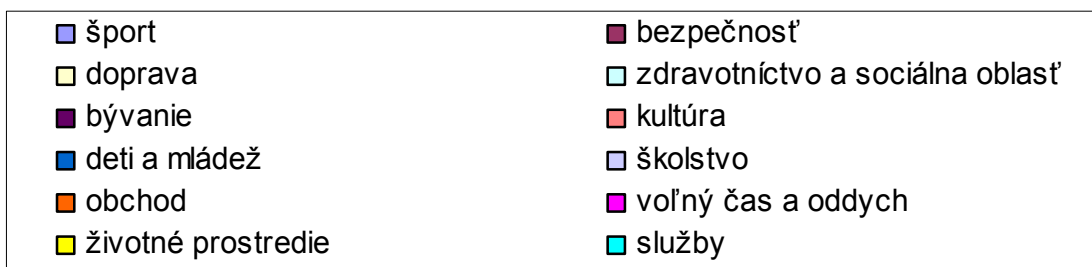 šport bezpečnosť
doprava zdravotníctvo a sociálna oblasť
bývanie kultúra
deti a mládež školstvo
obchod voľný čas a oddych
životné prostredie služby